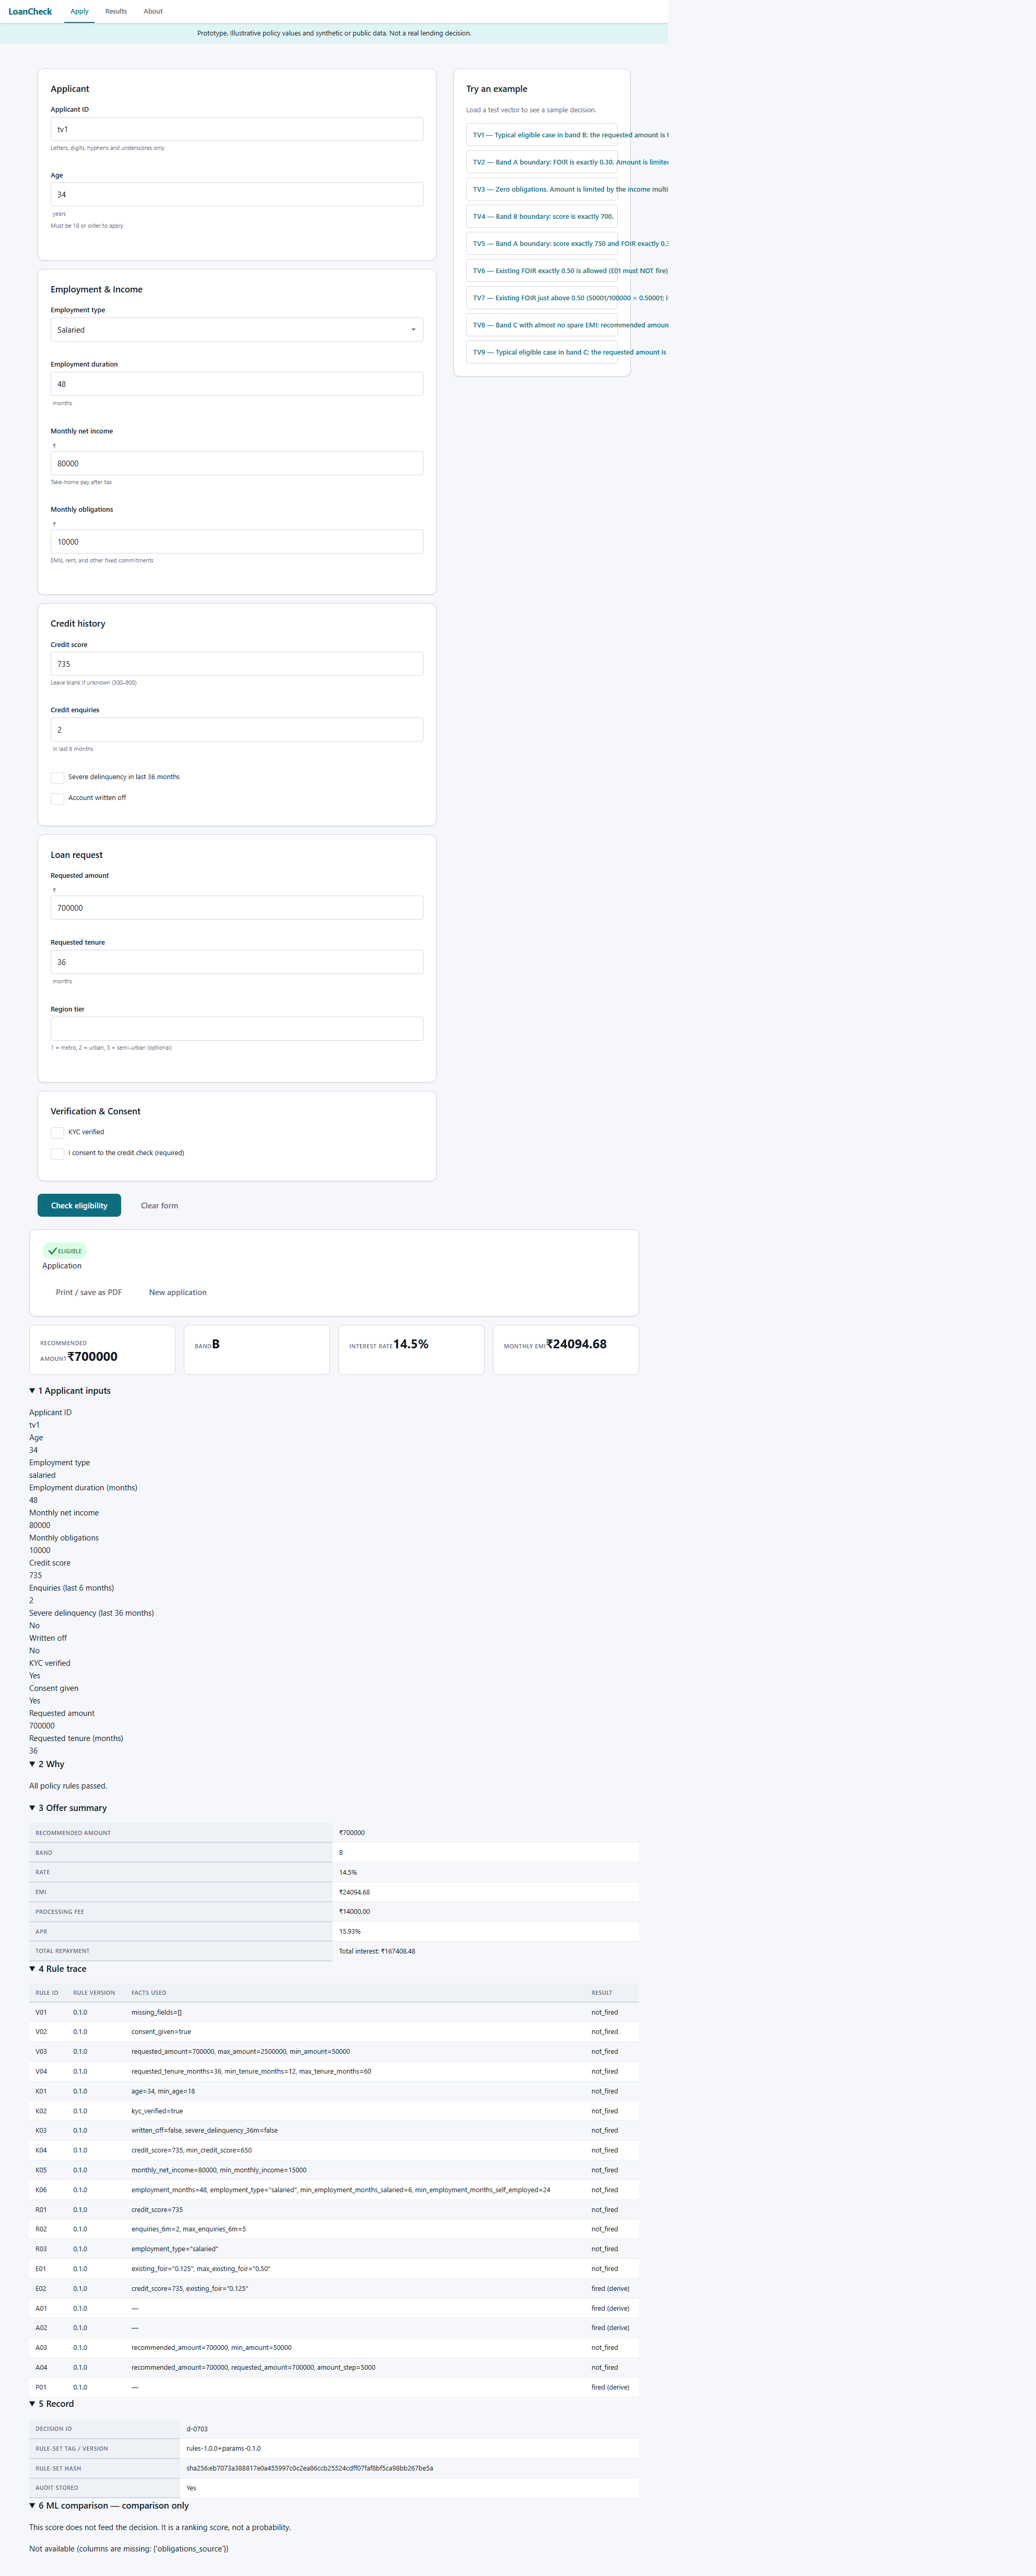 LoanCheck Apply Results About
Prototype. Illustrative policy values and synthetic or public data. Not a real lending decision.
Applicant
Applicant ID
tv1
Letters, digits, hyphens and underscores only
Age
34
years
Must be 18 or older to apply
Employment & Income
Employment type
Salaried
Employment duration
48
months
Monthly net income
₹
80000
Take-home pay after tax
Monthly obligations
₹
10000
EMIs, rent, and other fixed commitments
Credit history
Credit score
735
Leave blank if unknown (300–900)
Credit enquiries
2
in last 6 months
Severe delinquency in last 36 months
Account written off
Loan request
Requested amount
₹
700000
Requested tenure
36
months
Region tier
1 = metro, 2 = urban, 3 = semi-urban (optional)
Verification & Consent
KYC verified
I consent to the credit check (required)
Check eligibility Clear form
Try an example
Load a test vector to see a sample decision.
TV1 — Typical eligible case in band B; the requested amount is
TV2 — Band A boundary: FOIR is exactly 0.30. Amount is limited
TV3 — Zero obligations. Amount is limited by the income multi
TV4 — Band B boundary: score is exactly 700.
TV5 — Band A boundary: score exactly 750 and FOIR exactly 0.3
TV6 — Existing FOIR exactly 0.50 is allowed (E01 must NOT fire)
TV7 — Existing FOIR just above 0.50 (50001/100000 = 0.50001;
TV8 — Band C with almost no spare EMI: recommended amoun
TV9 — Typical eligible case in band C; the requested amount is
ELIGIBLE
Application
Print / save as PDF New application
RECOMMENDED
AMOUNT₹700000
BANDB
INTEREST RATE14.5%
MONTHLY EMI₹24094.68
▼ 1 Applicant inputs
Applicant ID
tv1
Age
34
Employment type
salaried
Employment duration (months)
48
Monthly net income
80000
Monthly obligations
10000
Credit score
735
Enquiries (last 6 months)
2
Severe delinquency (last 36 months)
No
Written off
No
KYC verified
Yes
Consent given
Yes
Requested amount
700000
Requested tenure (months)
36
▼ 2 Why
All policy rules passed.
▼ 3 Offer summary
RECOMMENDED AMOUNT ₹700000
BAND B
RATE 14.5%
EMI ₹24094.68
PROCESSING FEE ₹14000.00
APR 15.93%
TOTAL REPAYMENT Total interest: ₹167408.48
▼ 4 Rule trace
RULE ID RULE VERSION FACTS USED RESULT
V01 0.1.0 missing_fields=[] not_fired
V02 0.1.0 consent_given=true not_fired
V03 0.1.0 requested_amount=700000, max_amount=2500000, min_amount=50000 not_fired
V04 0.1.0 requested_tenure_months=36, min_tenure_months=12, max_tenure_months=60 not_fired
K01 0.1.0 age=34, min_age=18 not_fired
K02 0.1.0 kyc_verified=true not_fired
K03 0.1.0 written_off=false, severe_delinquency_36m=false not_fired
K04 0.1.0 credit_score=735, min_credit_score=650 not_fired
K05 0.1.0 monthly_net_income=80000, min_monthly_income=15000 not_fired
K06 0.1.0 employment_months=48, employment_type="salaried", min_employment_months_salaried=6, min_employment_months_self_employed=24 not_fired
R01 0.1.0 credit_score=735 not_fired
R02 0.1.0 enquiries_6m=2, max_enquiries_6m=5 not_fired
R03 0.1.0 employment_type="salaried" not_fired
E01 0.1.0 existing_foir="0.125", max_existing_foir="0.50" not_fired
E02 0.1.0 credit_score=735, existing_foir="0.125" fired (derive)
A01 0.1.0 — fired (derive)
A02 0.1.0 — fired (derive)
A03 0.1.0 recommended_amount=700000, min_amount=50000 not_fired
A04 0.1.0 recommended_amount=700000, requested_amount=700000, amount_step=5000 not_fired
P01 0.1.0 — fired (derive)
▼ 5 Record
DECISION ID d-0703
RULE-SET TAG / VERSION rules-1.0.0+params-0.1.0
RULE-SET HASH sha256:eb7073a388817e0a455997c0c2ea86ccb25524cdff07faf8bf5ca98bb267be5a
AUDIT STORED Yes
▼ 6 ML comparison — comparison only
This score does not feed the decision. It is a ranking score, not a probability.
Not available (columns are missing: {'obligations_source'})